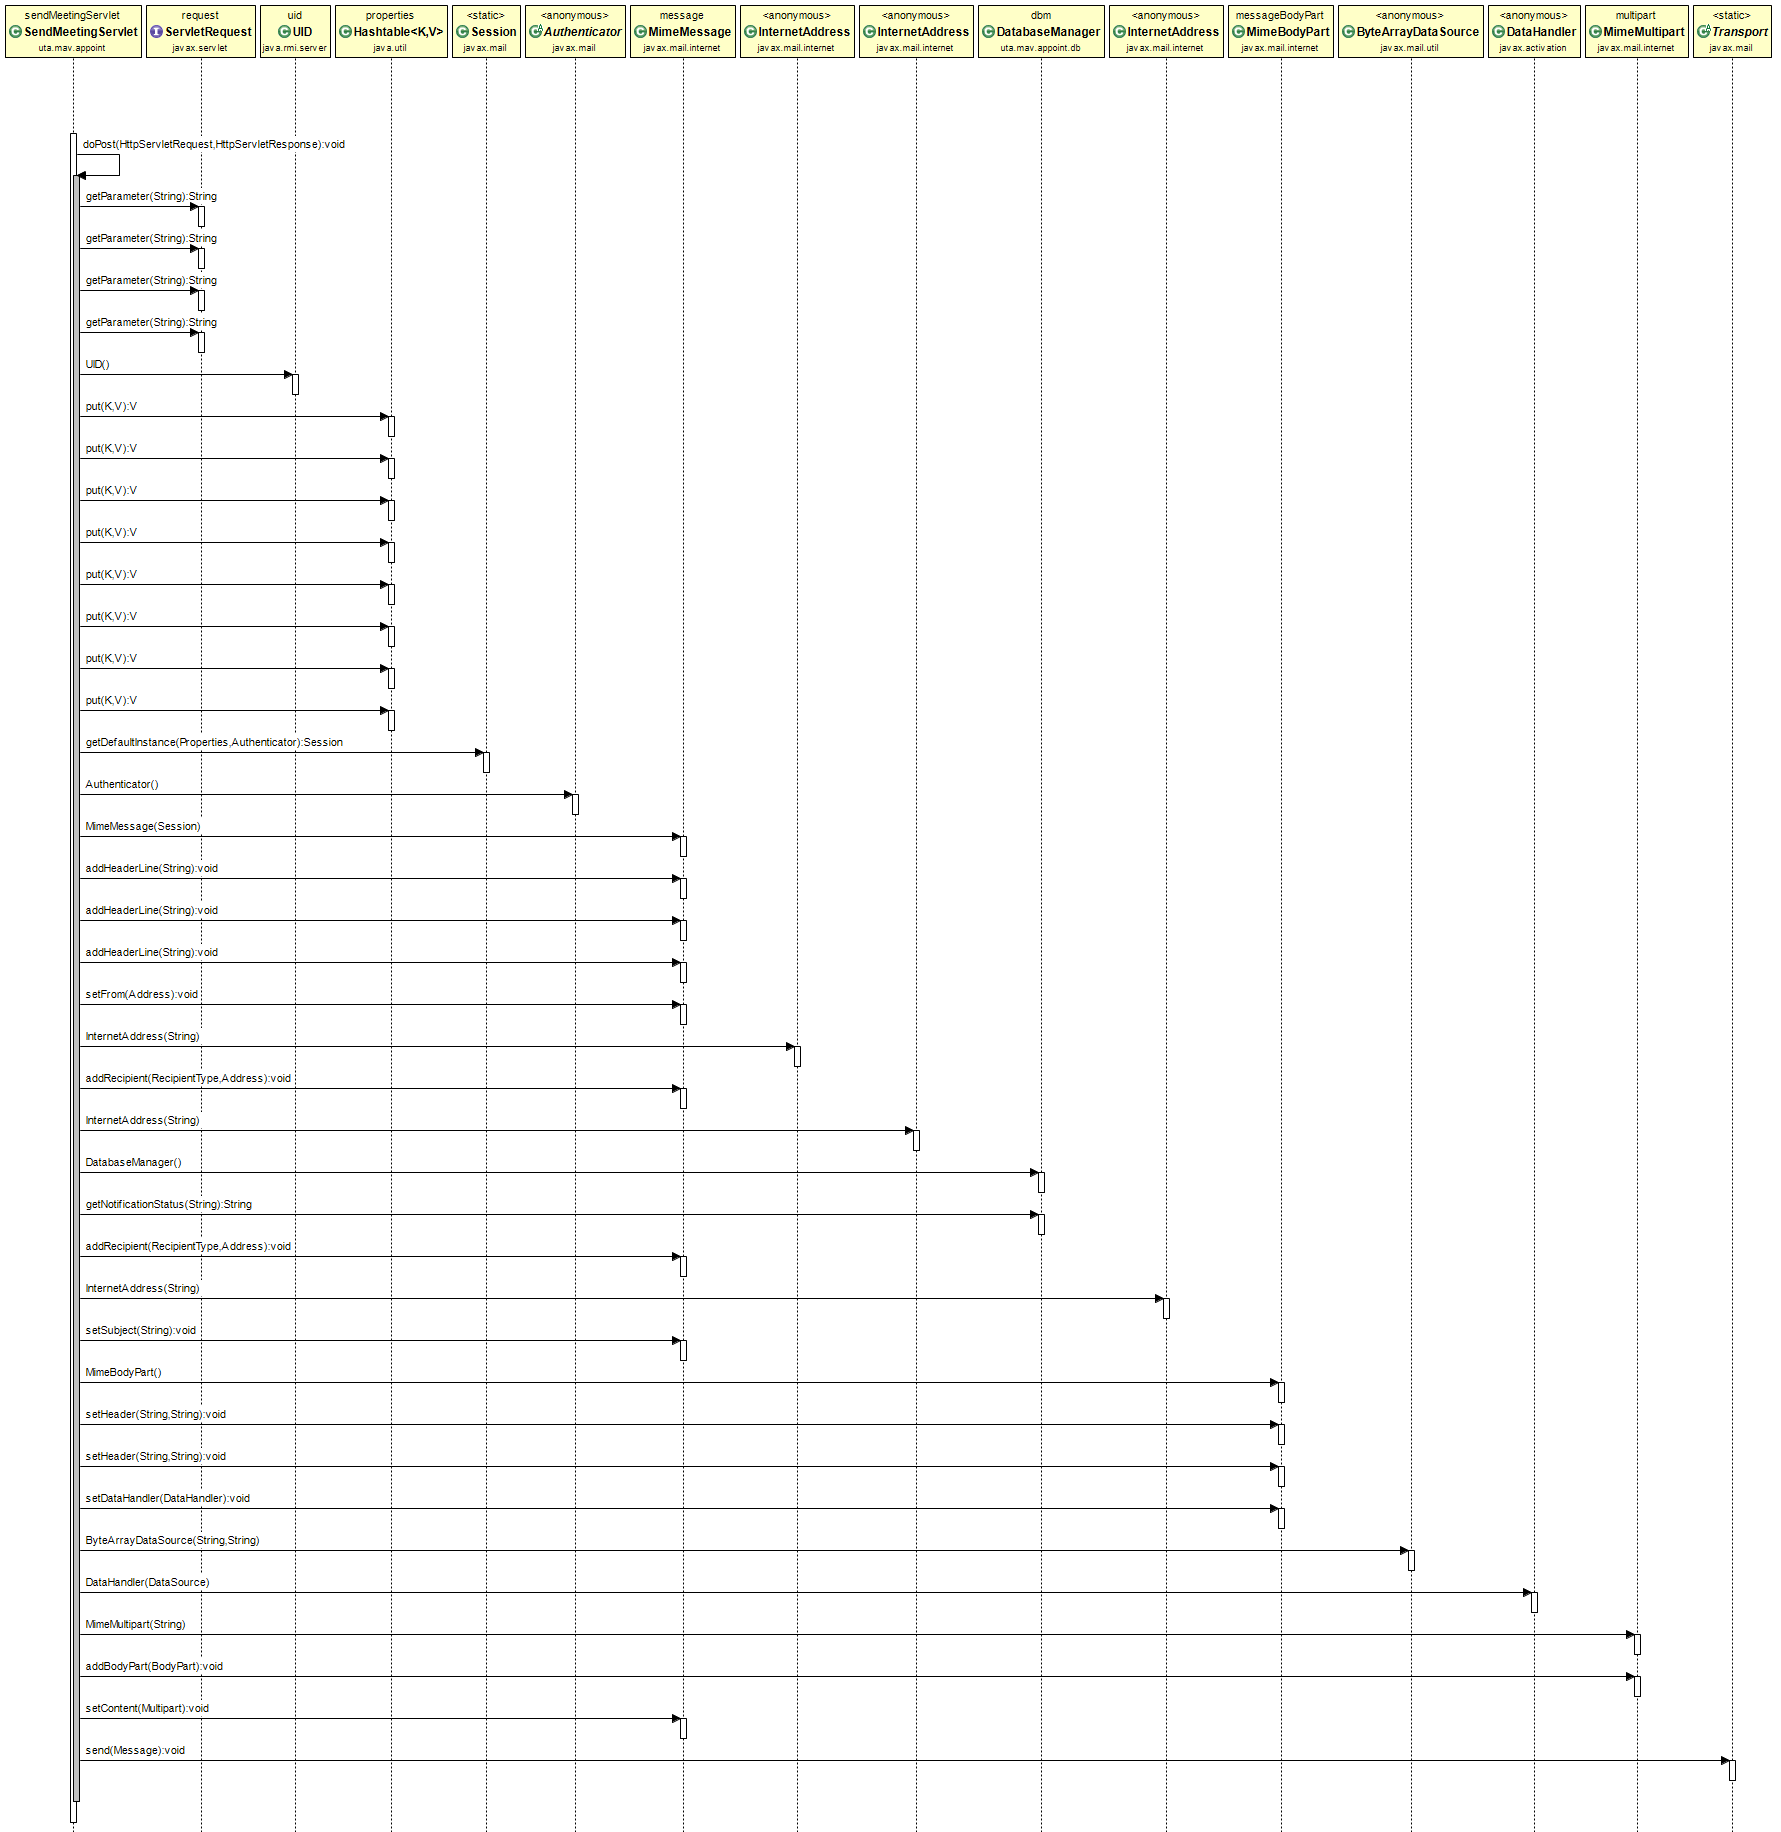 sendMeetingServlet
SendMeetingServlet
uta.mav.appoint
request
ServletRequest
javax.servlet
uid
UID
java.rmi.server
properties
Hashtable<K,V>
java.util
<static>
Session
javax.mail
<anonymous>
Authenticator
javax.mail
message
MimeMessage
javax.mail.internet
<anonymous>
InternetAddress
javax.mail.internet
<anonymous>
InternetAddress
javax.mail.internet
dbm
DatabaseManager
uta.mav.appoint.db
<anonymous>
InternetAddress
javax.mail.internet
messageBodyPart
MimeBodyPart
javax.mail.internet
<anonymous>
ByteArrayDataSource
javax.mail.util
<anonymous>
DataHandler
javax.activation
multipart
MimeMultipart
javax.mail.internet
<static>
Transport
javax.mail
doPost(HttpServletRequest,HttpServletResponse):void
getParameter(String):String
getParameter(String):String
getParameter(String):String
getParameter(String):String
UID()
put(K,V):V
put(K,V):V
put(K,V):V
put(K,V):V
put(K,V):V
put(K,V):V
put(K,V):V
put(K,V):V
getDefaultInstance(Properties,Authenticator):Session
Authenticator()
MimeMessage(Session)
addHeaderLine(String):void
addHeaderLine(String):void
addHeaderLine(String):void
setFrom(Address):void
InternetAddress(String)
addRecipient(RecipientType,Address):void
InternetAddress(String)
DatabaseManager()
getNotificationStatus(String):String
addRecipient(RecipientType,Address):void
InternetAddress(String)
setSubject(String):void
MimeBodyPart()
setHeader(String,String):void
setHeader(String,String):void
setDataHandler(DataHandler):void
ByteArrayDataSource(String,String)
DataHandler(DataSource)
MimeMultipart(String)
addBodyPart(BodyPart):void
setContent(Multipart):void
send(Message):void